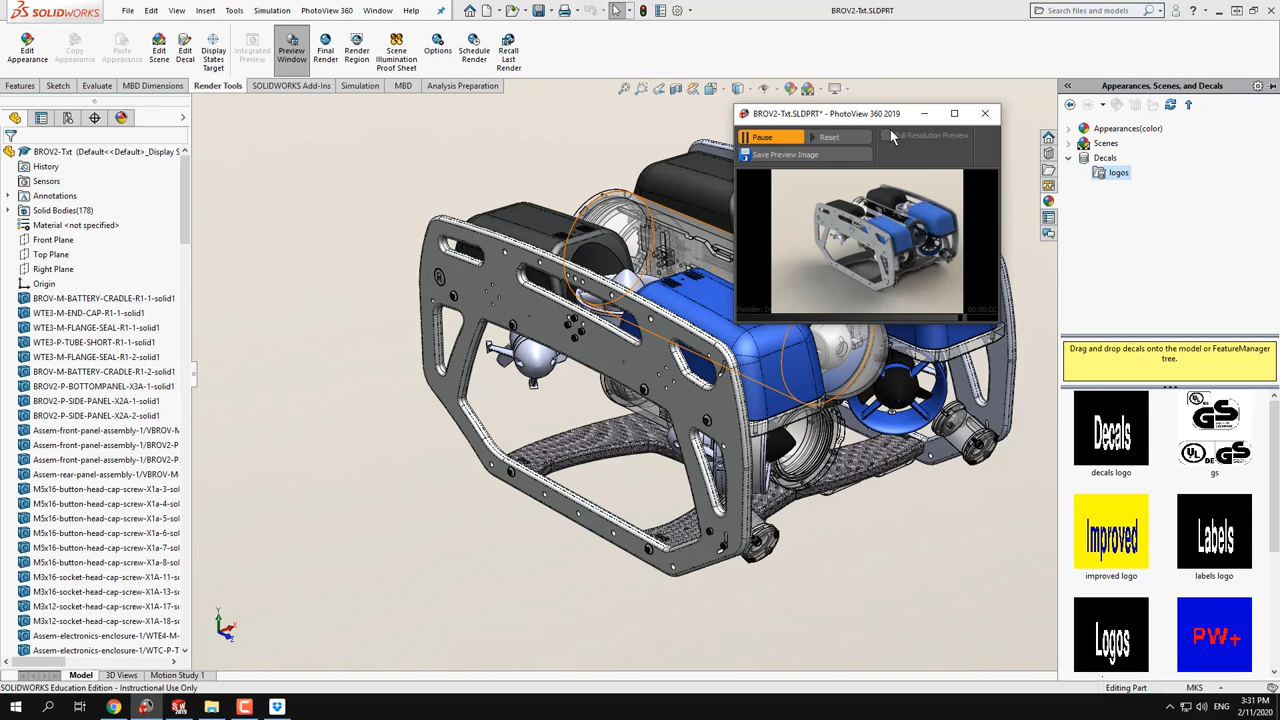 SOLIDWORKS
File Edit View Insert Tools Simulation PhotoView 360 Window Help
BROV2-Txt.SLDPRT
Search files and models
Edit Appearance
Copy Appearance
Paste Appearance
Edit Scene
Edit Decal
Display States Target
Integrated Preview
Preview Window
Final Render
Render Region
Scene Illumination Proof Sheet
Options
Schedule Render
Recall Last Render
Features Sketch Evaluate MBD Dimensions Render Tools SOLIDWORKS Add-Ins Simulation MBD Analysis Preparation
BROV2-Txt (Default<<Default>_Display S
History
Sensors
Annotations
Solid Bodies(178)
Material <not specified>
Front Plane
Top Plane
Right Plane
Origin
BROV-M-BATTERY-CRADLE-R1-1-solid1
WTE3-M-END-CAP-R1-1-solid1
WTE3-M-FLANGE-SEAL-R1-1-solid1
WTE3-P-TUBE-SHORT-R1-1-solid1
WTE3-M-FLANGE-SEAL-R1-2-solid1
BROV-M-BATTERY-CRADLE-R1-2-solid1
BROV2-P-BOTTOMPANEL-X3A-1-solid1
BROV2-P-SIDE-PANEL-X2A-1-solid1
BROV2-P-SIDE-PANEL-X2A-2-solid1
Assem-front-panel-assembly-1/VBROV-M
Assem-front-panel-assembly-1/BROV2-P
Assem-rear-panel-assembly-1/VBROV-M-
M5x16-button-head-cap-screw-X1a-3-sol
M5x16-button-head-cap-screw-X1a-4-sol
M5x16-button-head-cap-screw-X1a-5-sol
M5x16-button-head-cap-screw-X1a-6-sol
M5x16-button-head-cap-screw-X1a-7-sol
M5x16-button-head-cap-screw-X1a-8-sol
M3x16-socket-head-cap-screw-X1A-11-so
M3x16-socket-head-cap-screw-X1A-13-so
M3x12-socket-head-cap-screw-X1A-17-so
M3x12-socket-head-cap-screw-X1A-18-so
Assem-electronics-enclosure-1/WTE4-M-
Assem-electronics-enclosure-1/WTC-P-T
BROV2-Txt.SLDPRT* - PhotoView 360 2019
Pause
Reset
Full Resolution Preview
Save Preview Image
00:00:02
Appearances, Scenes, and Decals
Appearances(color)
Scenes
Decals
logos
Drag and drop decals onto the model or FeatureManager
tree.
Decals
decals logo
gs
Improved
improved logo
Labels
labels logo
Logos
PW+
Model 3D Views Motion Study 1
SOLIDWORKS Education Edition - Instructional Use Only
Editing Part MKS
ENG
3:31 PM
2/11/2020